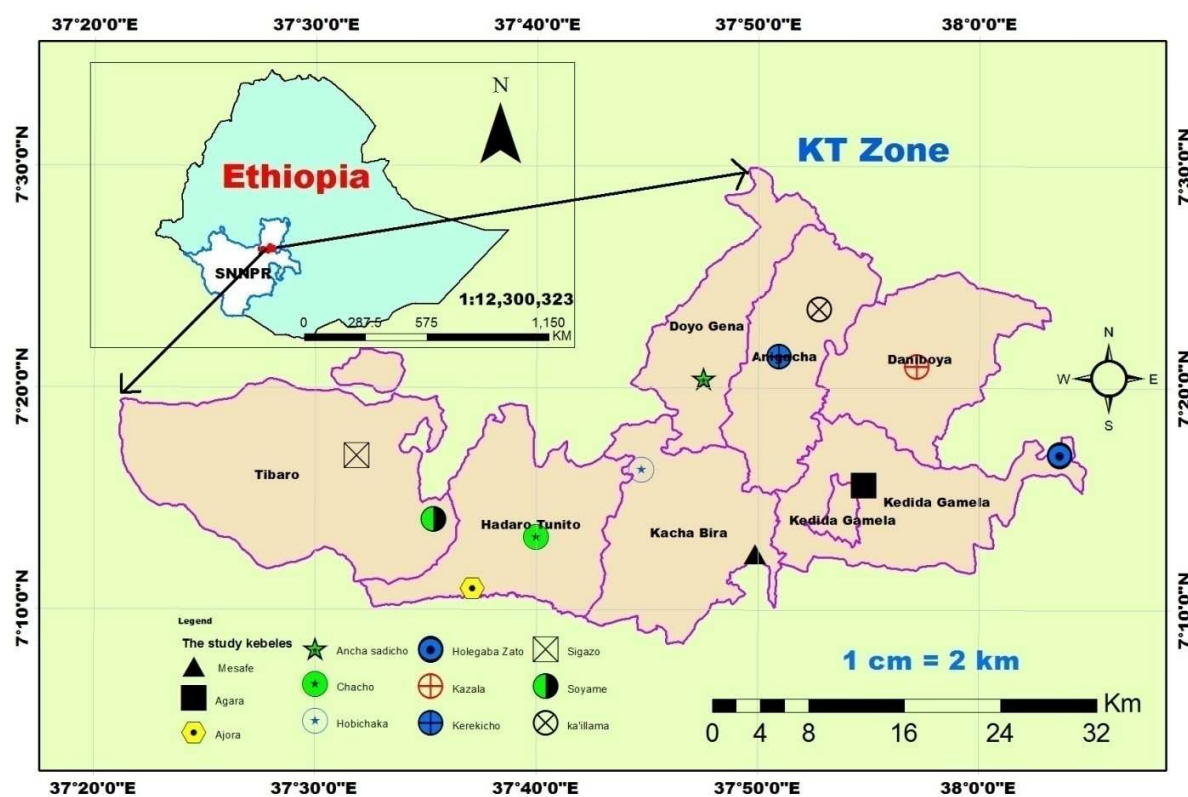 37°20'0"E 37°30'0"E 37°40'0"E 37°50'0"E 38°0'0"E
N
KT Zone
7°30'0"N 7°30'0"N
Ethiopia
SNNPR
1:12,300,323
0 287.5 575 1,150
KM
Doyo Gena
Anigacha
Daniboya
N
W E
S
7°20'0"N 7°20'0"N
Tibaro
Hadaro Tunito
Kacha Bira
Kedida Gamela
Kedida Gamela
7°10'0"N 7°10'0"N
Legend
The study kebeles
Mesafe
Agara
Ajora
Ancha sadicho
Chacho
Hobichaka
Holegaba Zato
Kazala
Kerekicho
Sigazo
Soyame
ka'illama
1 cm = 2 km
Km
0 4 8 16 24 32
37°20'0"E 37°30'0"E 37°40'0"E 37°50'0"E 38°0'0"E